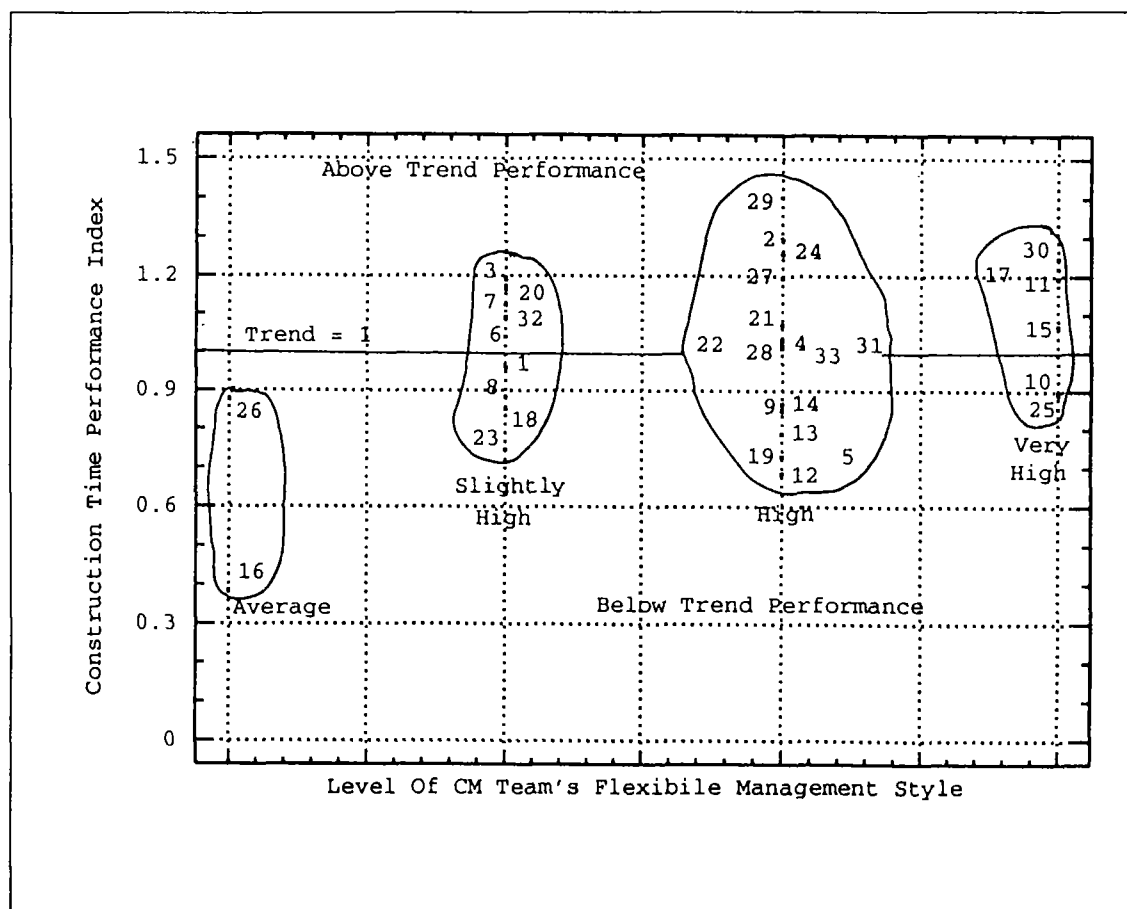 1.5
Above Trend Performance
29
2 24
30
1.2
3
27
17 11
7 20
32
21
15
6
Trend = 1
22 28 4 33 31
1
0.9
8
10
26
9 14
25
18
23
13
Very
19 5
High
12
Slightly
High
0.6
High
16
Average
Below Trend Performance
0.3
0
Construction Time Performance Index
Level Of CM Team's Flexibile Management Style